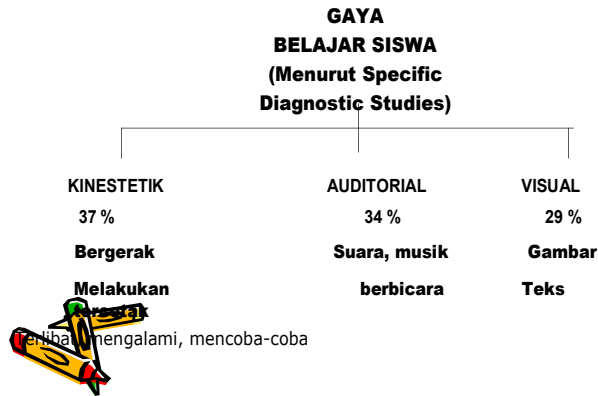 GAYA
BELAJAR SISWA
(Menurut Specific
Diagnostic Studies)
KINESTETIK AUDITORIAL VISUAL
37 % 34 % 29 %
Bergerak Suara, musik Gambar
Melakukan berbicara Teks
Terlibat, mengalami, mencoba-coba